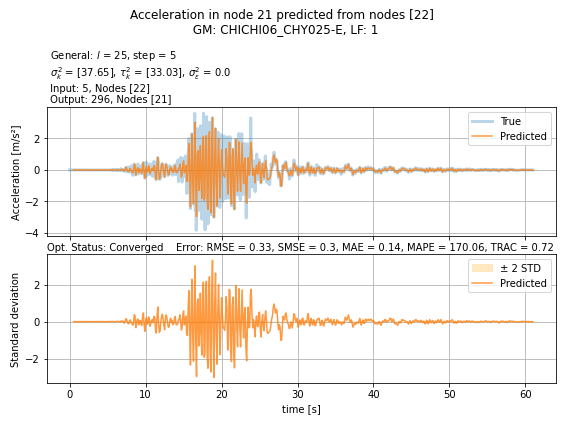 Acceleration in node 21 predicted from nodes [22]
GM: CHICHI06_CHY025-E, LF: 1
General: l = 25, step = 5
σ²ₖ = [37.65], τ²ₖ = [33.03], σ²ε = 0.0
Input: 5, Nodes [22]
Output: 296, Nodes [21]
Acceleration [m/s²]
2
0
−2
−4
True
Predicted
Opt. Status: Converged Error: RMSE = 0.33, SMSE = 0.3, MAE = 0.14, MAPE = 170.06, TRAC = 0.72
Standard deviation
2
0
−2
± 2 STD
Predicted
0 10 20 30 40 50 60
time [s]